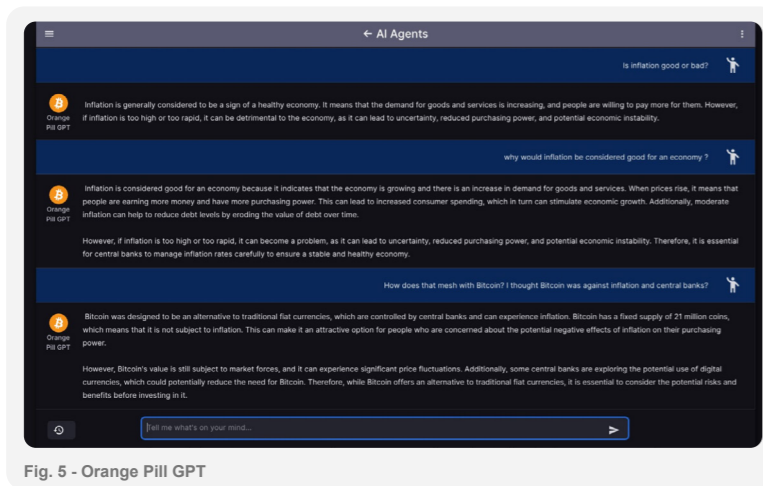 ← AI Agents
Is inflation good or bad?
Orange
Pill GPT
Inflation is generally considered to be a sign of a healthy economy. It means that the demand for goods and services is increasing, and people are willing to pay more for them. However,
if inflation is too high or too rapid, it can be detrimental to the economy, as it can lead to uncertainty, reduced purchasing power, and potential economic instability.
why would inflation be considered good for an economy ?
Orange
Pill GPT
Inflation is considered good for an economy because it indicates that the economy is growing and there is an increase in demand for goods and services. When prices rise, it means that
people are earning more money and have more purchasing power. This can lead to increased consumer spending, which in turn can stimulate economic growth. Additionally, moderate
inflation can help to reduce debt levels by eroding the value of debt over time.
However, if inflation is too high or too rapid, it can become a problem, as it can lead to uncertainty, reduced purchasing power, and potential economic instability. Therefore, it is essential
for central banks to manage inflation rates carefully to ensure a stable and healthy economy.
How does that mesh with Bitcoin? I thought Bitcoin was against inflation and central banks?
Orange
Pill GPT
Bitcoin was designed to be an alternative to traditional fiat currencies, which are controlled by central banks and can experience inflation. Bitcoin has a fixed supply of 21 million coins,
which means that it is not subject to inflation. This can make it an attractive option for people who are concerned about the potential negative effects of inflation on their purchasing
power.
However, Bitcoin's value is still subject to market forces, and it can experience significant price fluctuations. Additionally, some central banks are exploring the potential use of digital
currencies, which could potentially reduce the need for Bitcoin. Therefore, while Bitcoin offers an alternative to traditional fiat currencies, it is essential to consider the potential risks and
benefits before investing in it.
Tell me what's on your mind...
Fig. 5 - Orange Pill GPT